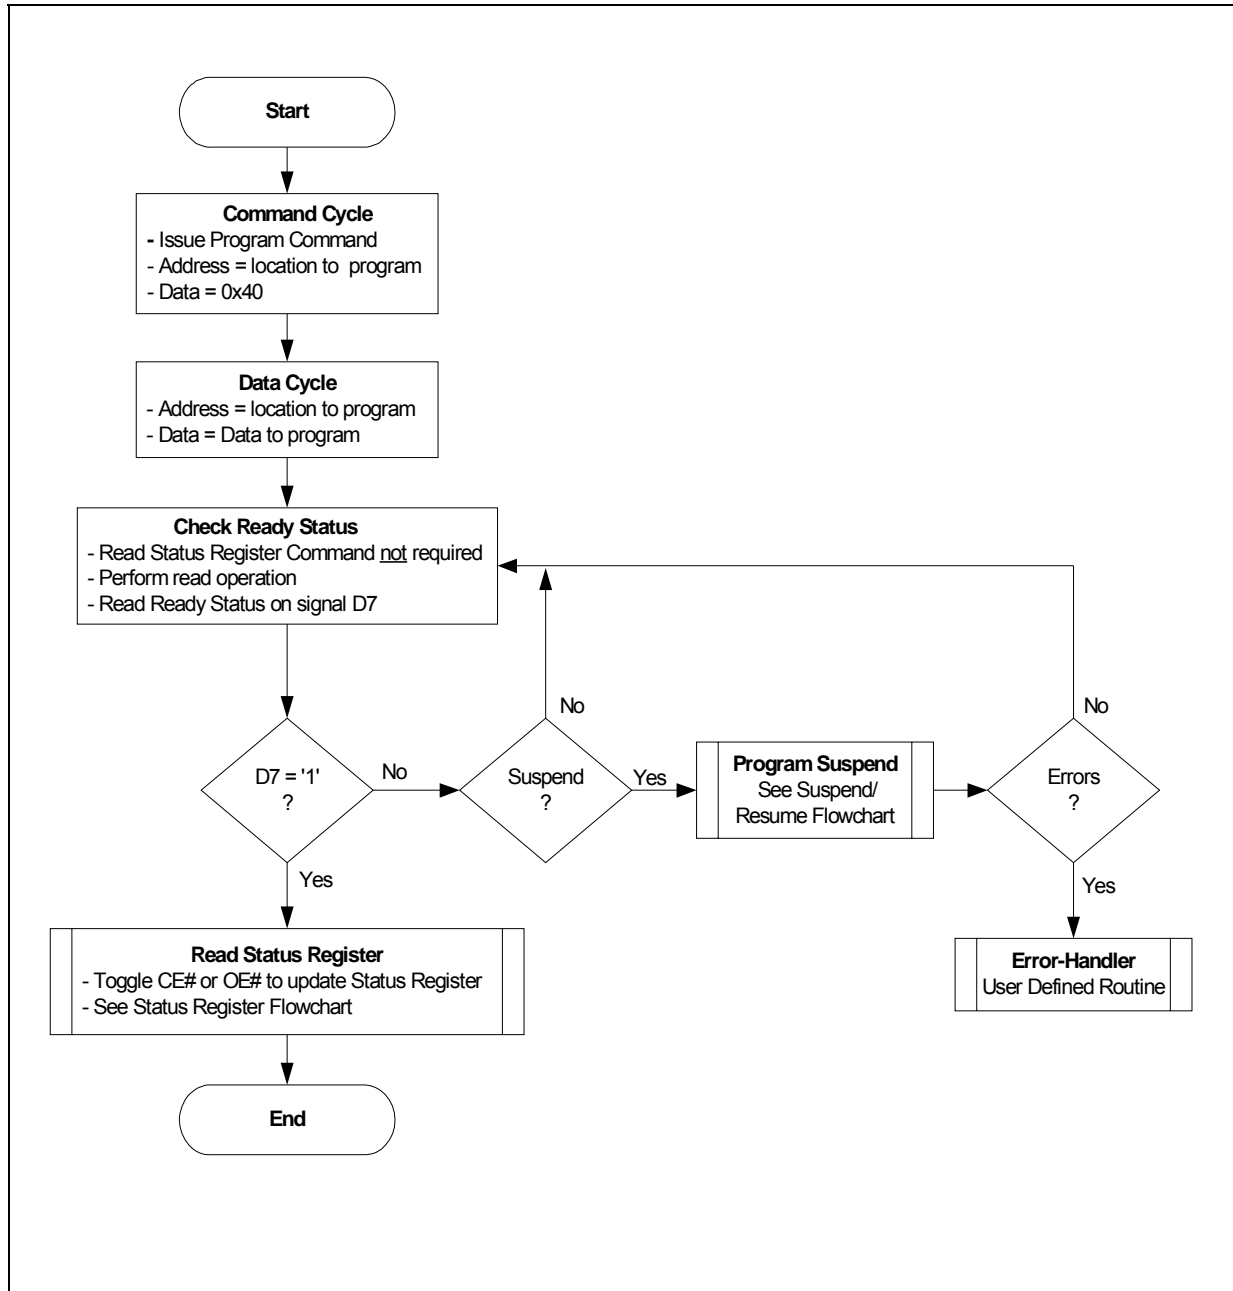 Start
Command Cycle
- Issue Program Command
- Address = location to program
- Data = 0x40
Data Cycle
- Address = location to program
- Data = Data to program
Check Ready Status
- Read Status Register Command not required
- Perform read operation
- Read Ready Status on signal D7
D7 = '1'
?
No
Yes
Suspend
?
No
Yes
Program Suspend
See Suspend/
Resume Flowchart
Errors
?
No
Yes
Error-Handler
User Defined Routine
Read Status Register
- Toggle CE# or OE# to update Status Register
- See Status Register Flowchart
End